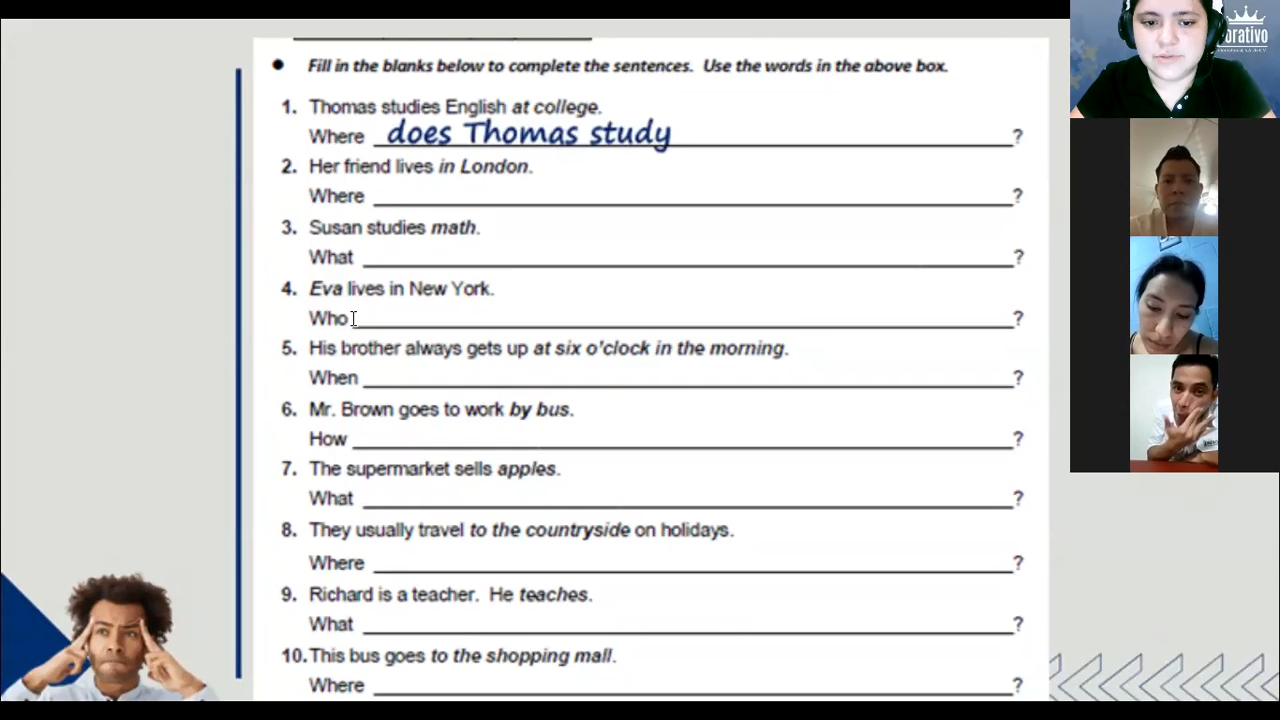 Fill in the blanks below to complete the sentences. Use the words in the above box.
1. Thomas studies English at college.
Where does Thomas study ?
2. Her friend lives in London.
Where ?
3. Susan studies math.
What ?
4. Eva lives in New York.
Who ?
5. His brother always gets up at six o'clock in the morning.
When ?
6. Mr. Brown goes to work by bus.
How ?
7. The supermarket sells apples.
What ?
8. They usually travel to the countryside on holidays.
Where ?
9. Richard is a teacher. He teaches.
What ?
10. This bus goes to the shopping mall.
Where ?
orativo